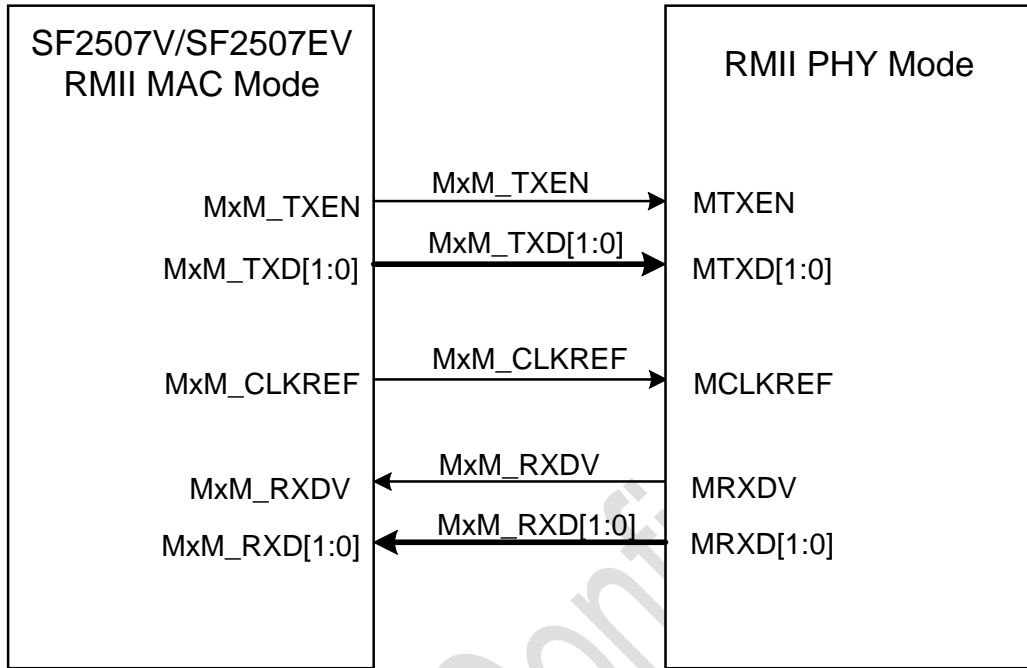 SF2507V/SF2507EV
RMII MAC Mode
RMII PHY Mode
MxM_TXEN
MxM_TXEN
MTXEN
MxM_TXD[1:0]
MxM_TXD[1:0]
MTXD[1:0]
MxM_CLKREF
MxM_CLKREF
MCLKREF
MxM_RXDV
MxM_RXDV
MRXDV
MxM_RXD[1:0]
MxM_RXD[1:0]
MRXD[1:0]